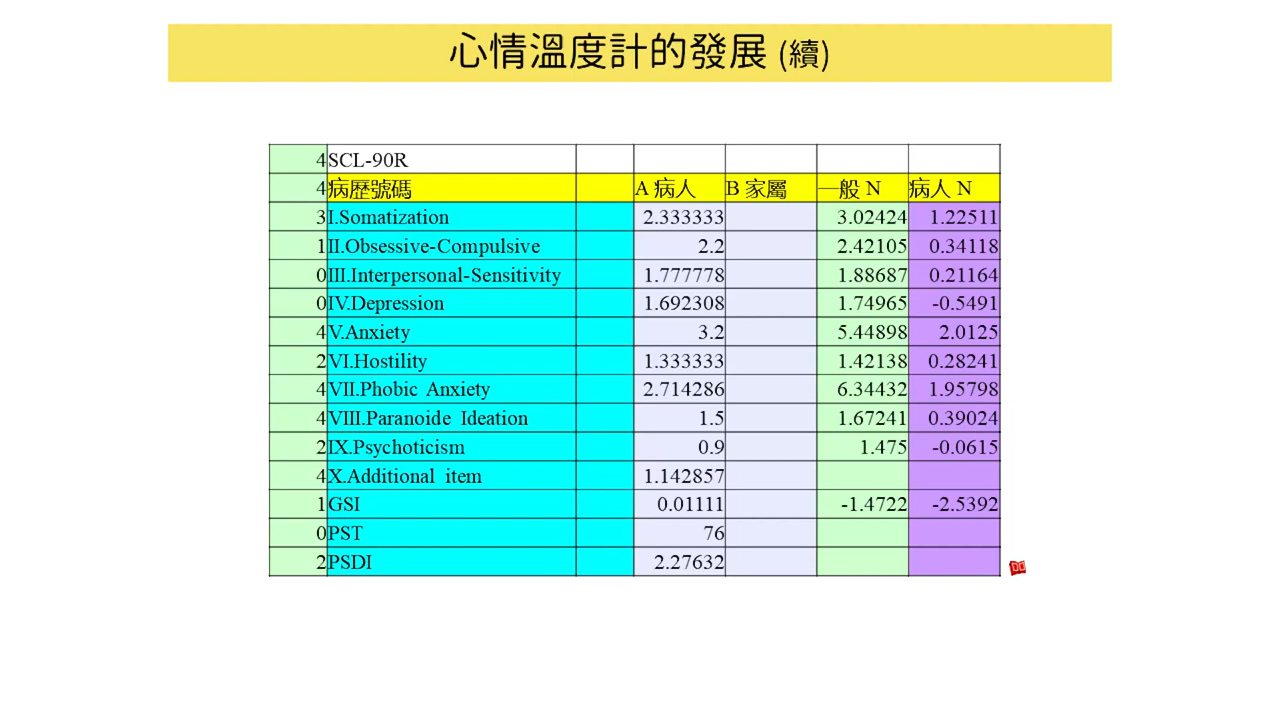 心情溫度計的發展 (續)
4 SCL-90R
4 病歷號碼 A 病人 B 家屬 一般 N 病人 N
3 I.Somatization 2.333333 3.02424 1.22511
1 II.Obsessive-Compulsive 2.2 2.42105 0.34118
0 III.Interpersonal-Sensitivity 1.777778 1.88687 0.21164
0 IV.Depression 1.692308 1.74965 -0.5491
4 V.Anxiety 3.2 5.44898 2.0125
2 VI.Hostility 1.333333 1.42138 0.28241
4 VII.Phobic Anxiety 2.714286 6.34432 1.95798
4 VIII.Paranoide Ideation 1.5 1.67241 0.39024
2 IX.Psychoticism 0.9 1.475 -0.0615
4 X.Additional item 1.142857
1 GSI 0.01111 -1.4722 -2.5392
0 PST 76
2 PSDI 2.27632